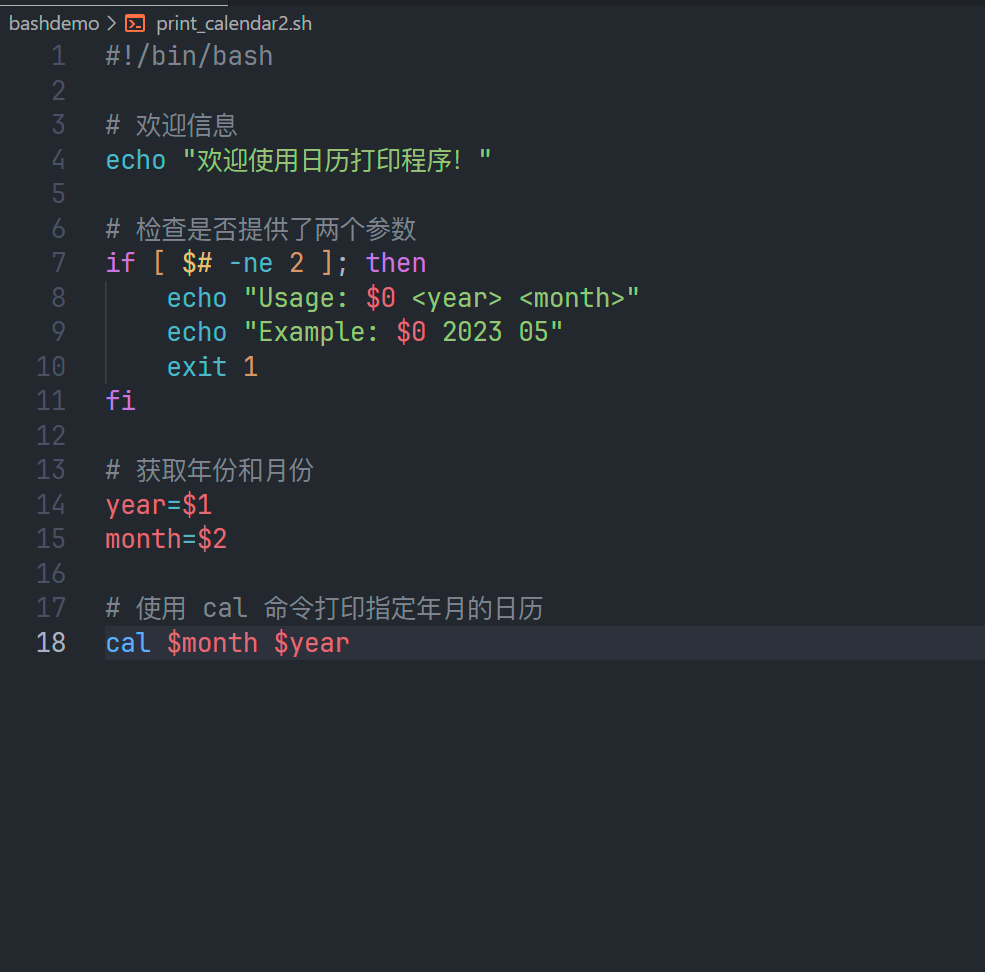 bashdemo > print_calendar2.sh
1 #!/bin/bash
2
3 # 欢迎信息
4 echo "欢迎使用日历打印程序！"
5
6 # 检查是否提供了两个参数
7 if [ $# -ne 2 ]; then
8     echo "Usage: $0 <year> <month>"
9     echo "Example: $0 2023 05"
10     exit 1
11 fi
12
13 # 获取年份和月份
14 year=$1
15 month=$2
16
17 # 使用 cal 命令打印指定年月的日历
18 cal $month $year